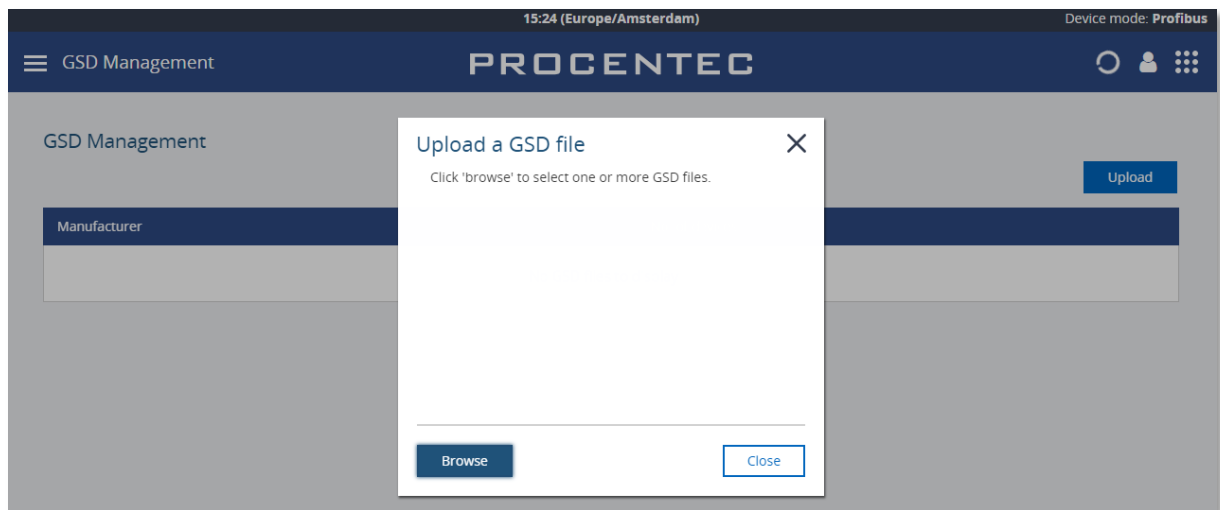 15:24 (Europe/Amsterdam)
Device mode: Profibus
GSD Management
PROCENTEC
GSD Management
Upload a GSD file
Click 'browse' to select one or more GSD files.
Upload
Manufacturer
Browse
Close